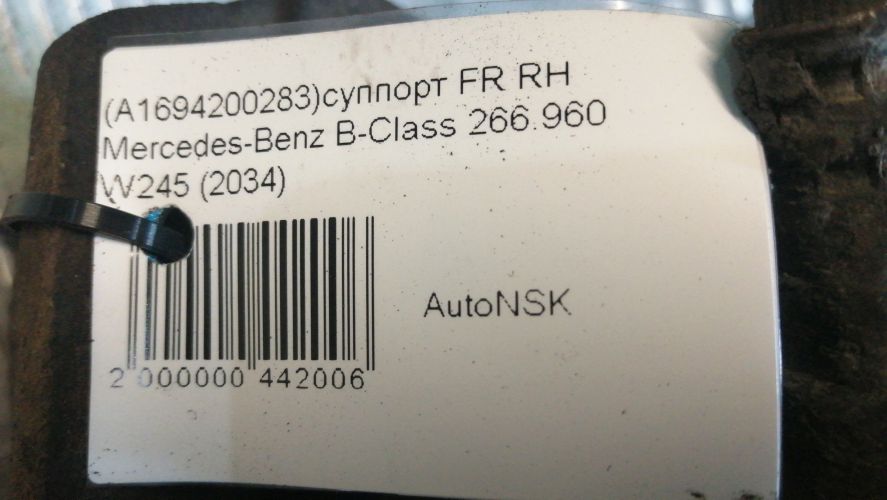 (A1694200283)суппорт FR RH
Mercedes-Benz B-Class 266.960
W245 (2034)
AutoNSK
2 000000 442006